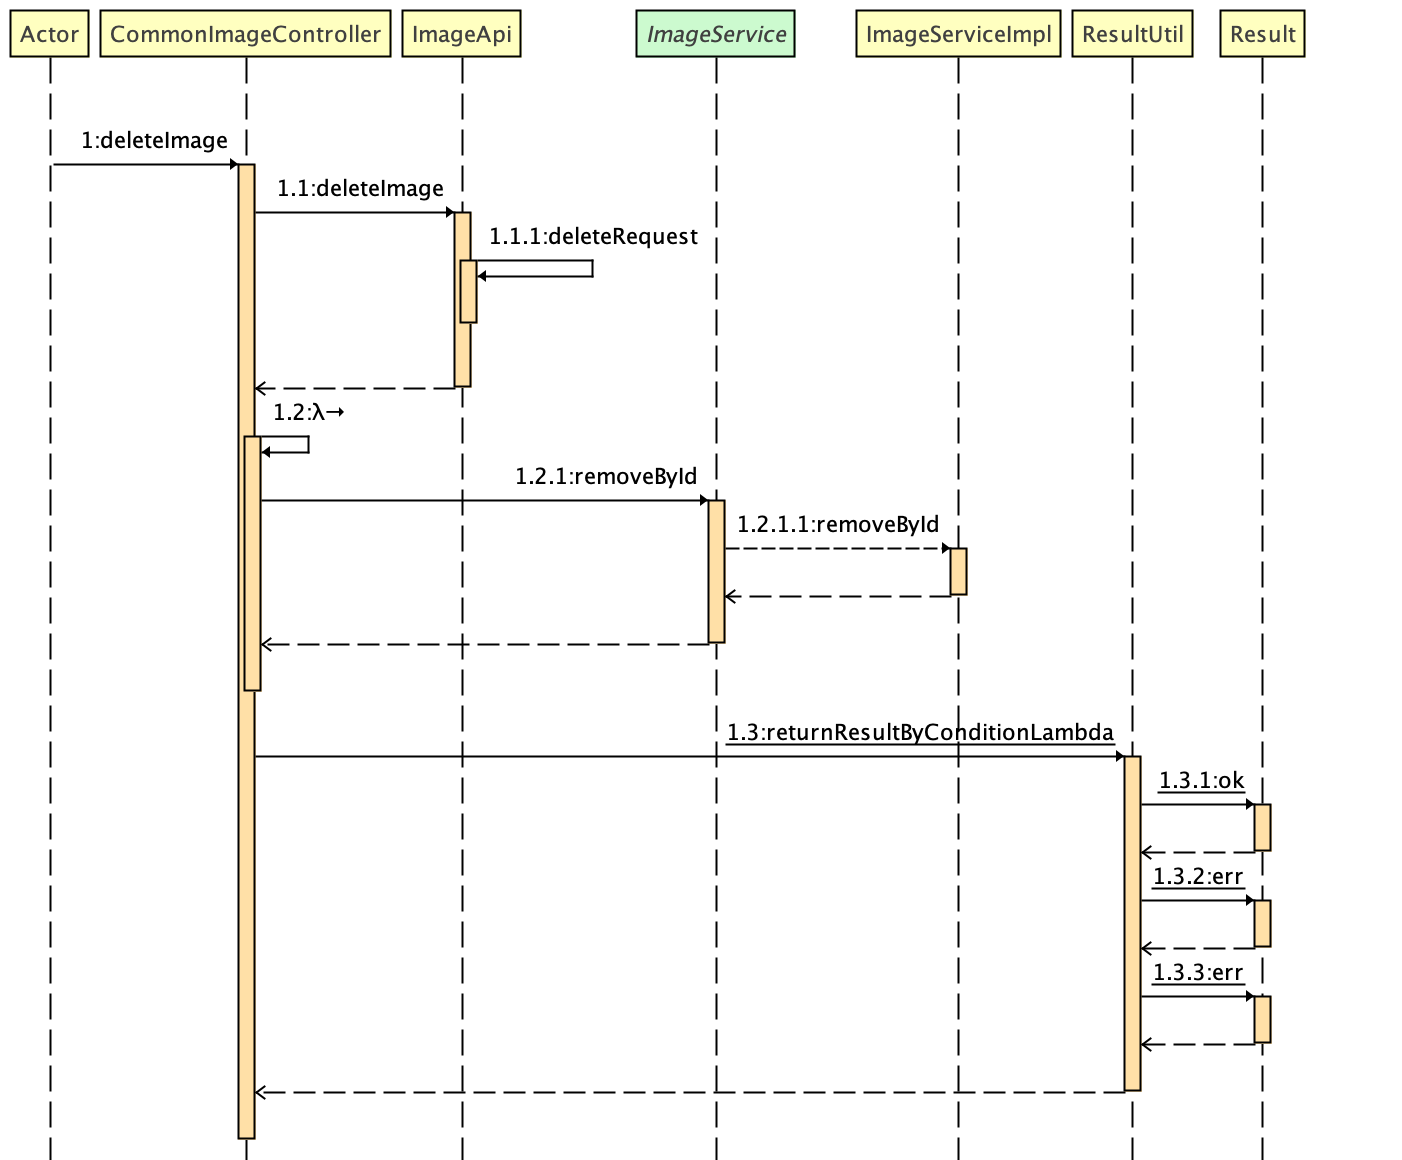 Actor
CommonImageController
ImageApi
ImageService
ImageServiceImpl
ResultUtil
Result
1:deleteImage
1.1:deleteImage
1.1.1:deleteRequest
1.2:λ→
1.2.1:removeById
1.2.1.1:removeById
1.3:returnResultByConditionLambda
1.3.1:ok
1.3.2:err
1.3.3:err